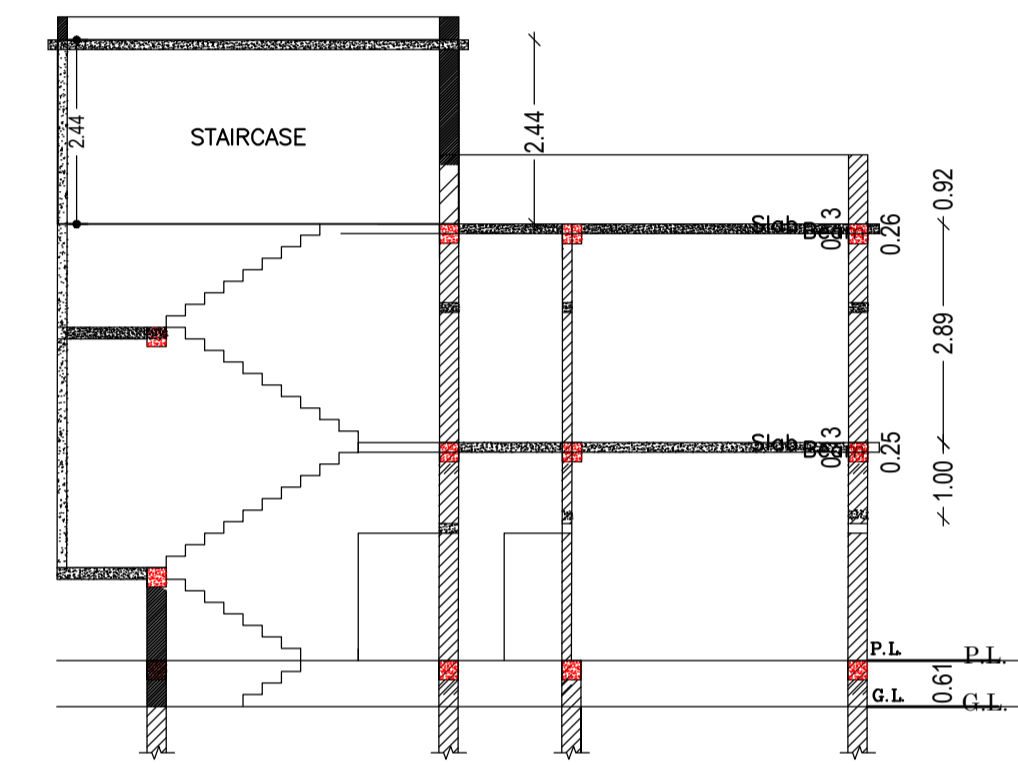 2.44
STAIRCASE
2.44
0.92
Slab
Beam
0.26
2.89
Slab
Beam
0.25
1.00
P.L.
P.L.
0.61
G.L.
G.L.